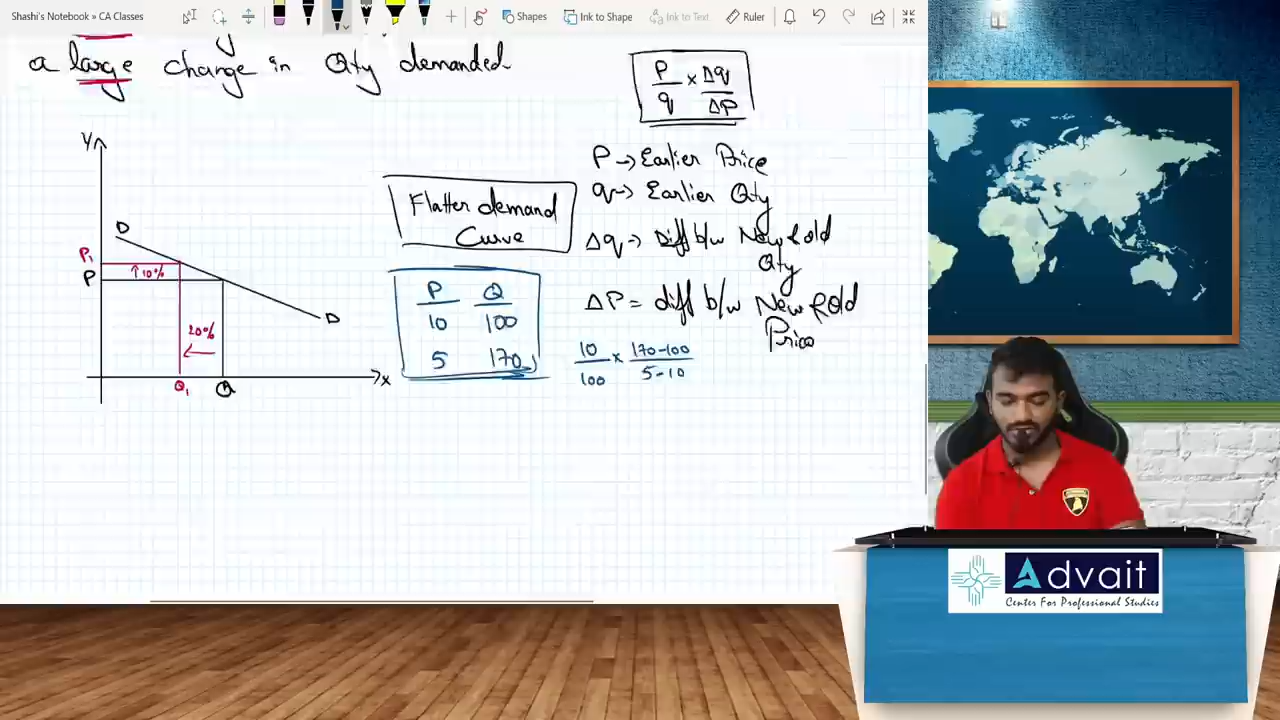 Shashi's Notebook » CA Classes
Shapes
Ink to Shape
Ink to Text
Ruler
a large change in Qty demanded
P/q × Δq/ΔP
P → Earlier Price
q → Earlier Qty
Δq → Diff b/w New & old
Qty
ΔP = diff b/w New & old
Price
10/100 × 170-100/5-10
Flatter demand
Curve
P Q
10 100
5 170
Y
D
P1
↑10%
P
D
20%
Q1
Q
X
Advait
Center For Professional Studies